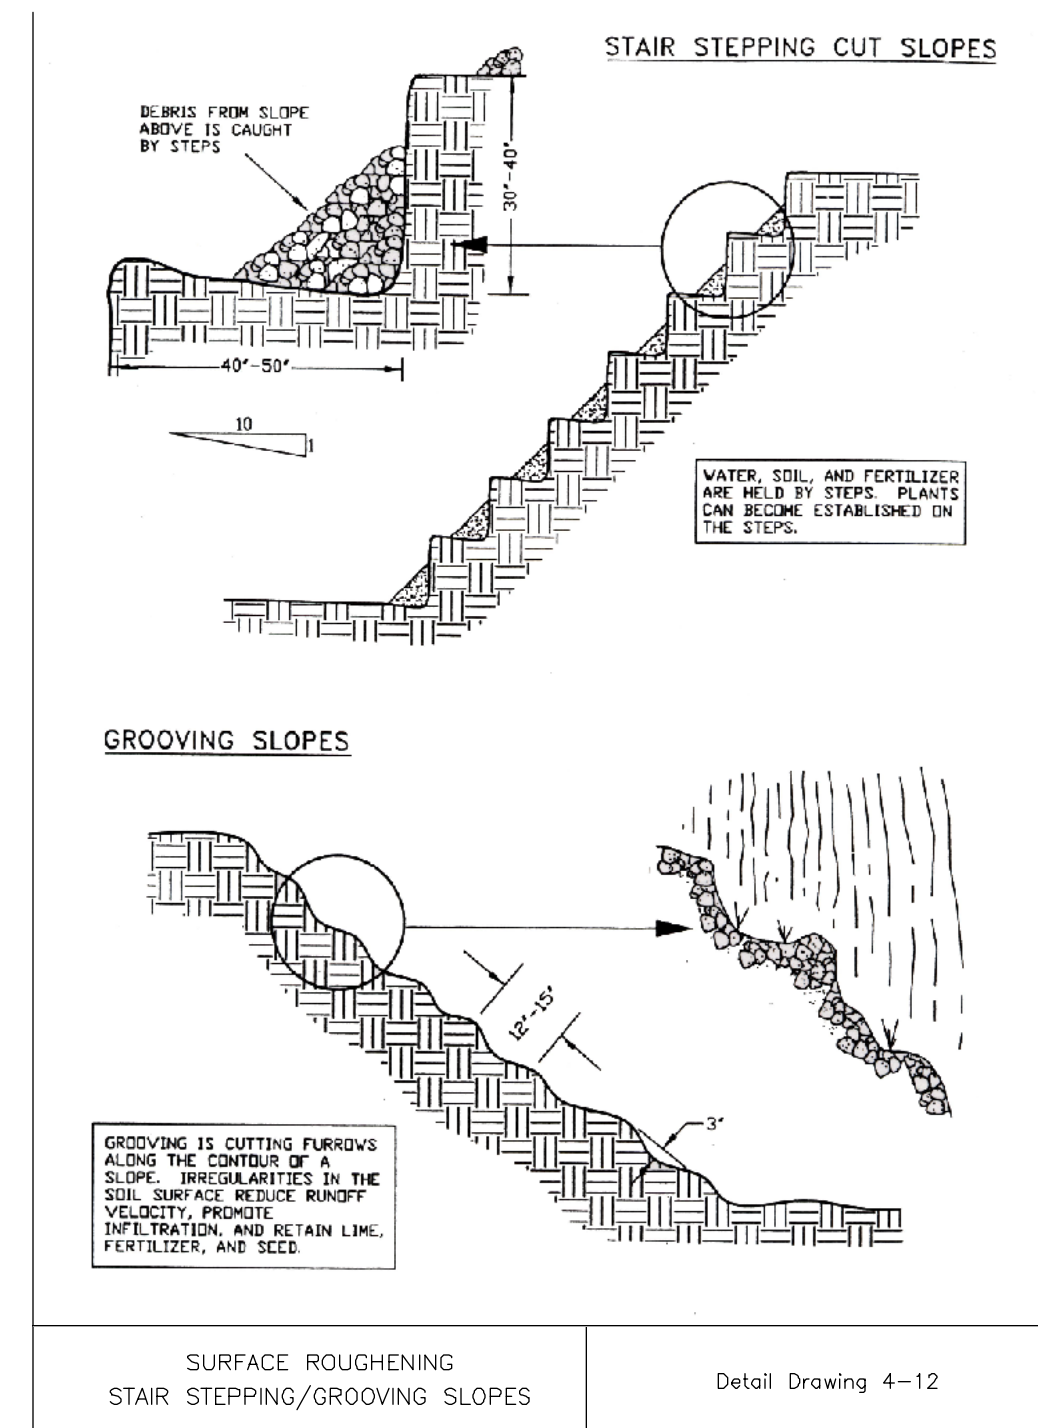 STAIR STEPPING CUT SLOPES
DEBRIS FROM SLOPE
ABOVE IS CAUGHT
BY STEPS
30"-40"
40"-50"
10
1
WATER, SOIL, AND FERTILIZER
ARE HELD BY STEPS. PLANTS
CAN BECOME ESTABLISHED ON
THE STEPS.
GROOVING SLOPES
12"-15"
3"
GROOVING IS CUTTING FURROWS
ALONG THE CONTOUR OF A
SLOPE. IRREGULARITIES IN THE
SOIL SURFACE REDUCE RUNOFF
VELOCITY, PROMOTE
INFILTRATION, AND RETAIN LIME,
FERTILIZER, AND SEED.
SURFACE ROUGHENING
STAIR STEPPING/GROOVING SLOPES
Detail Drawing 4-12